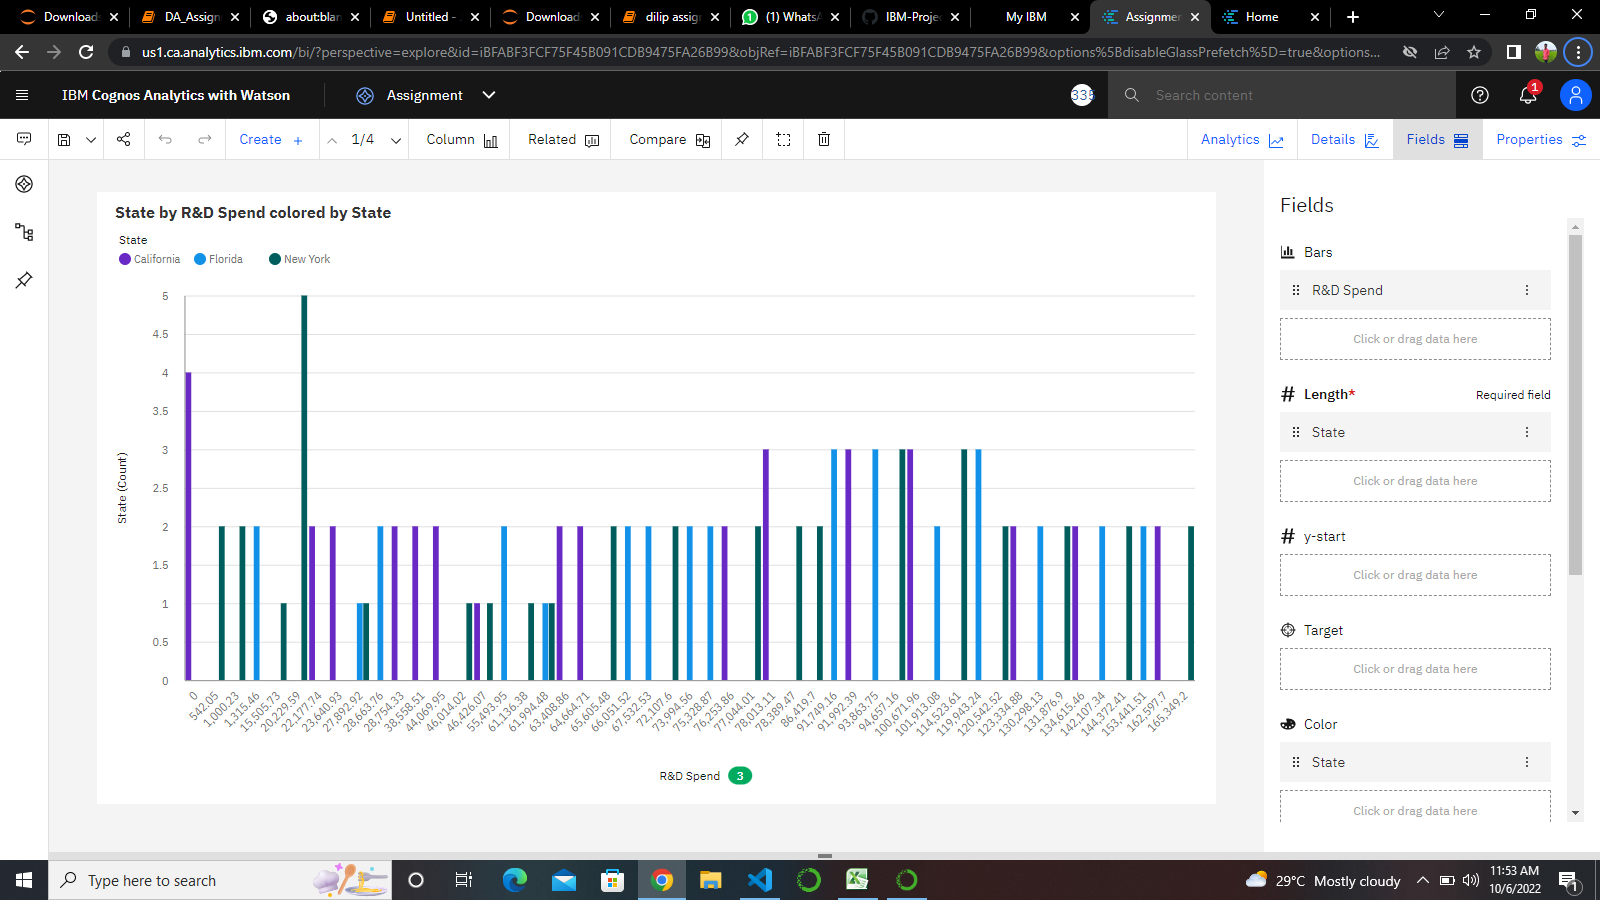 Downloads
DA_Assign
about:blan
Untitled -
Downloads
dilip assig
(1) WhatsA
IBM-Projec
My IBM
Assignmen
Home
us1.ca.analytics.ibm.com/bi/?perspective=explore&id=iBFABF3FCF75F45B091CDB9475FA26B99&objRef=iBFABF3FCF75F45B091CDB9475FA26B99&options%5BdisableGlassPrefetch%5D=true&options...
IBM Cognos Analytics with Watson
Assignment
335
Search content
1
Create +
1/4
Column
Related
Compare
Analytics
Details
Fields
Properties
State by R&D Spend colored by State
State
California
Florida
New York
5
4.5
4
3.5
3
2.5
2
1.5
1
0.5
0
State (Count)
0
542.05
1,000.23
1,315.46
15,505.73
20,229.59
22,177.74
23,640.93
27,892.92
28,663.76
28,754.33
38,558.51
44,069.95
46,014.02
46,426.07
55,493.95
61,136.38
61,994.48
63,408.86
64,664.71
65,605.48
66,051.52
67,532.53
72,107.6
73,994.56
75,328.87
76,253.86
77,044.01
78,013.11
78,389.47
86,419.7
91,749.16
91,992.39
93,863.75
94,657.16
100,671.96
101,913.08
114,523.61
119,943.24
120,542.52
123,334.88
130,298.13
131,876.9
134,615.46
142,107.34
144,372.41
153,441.51
162,597.7
165,349.2
R&D Spend 3
Fields
Bars
R&D Spend
Click or drag data here
Length*
Required field
State
Click or drag data here
y-start
Click or drag data here
Target
Click or drag data here
Color
State
Click or drag data here
Type here to search
29°C Mostly cloudy
11:53 AM
10/6/2022
1